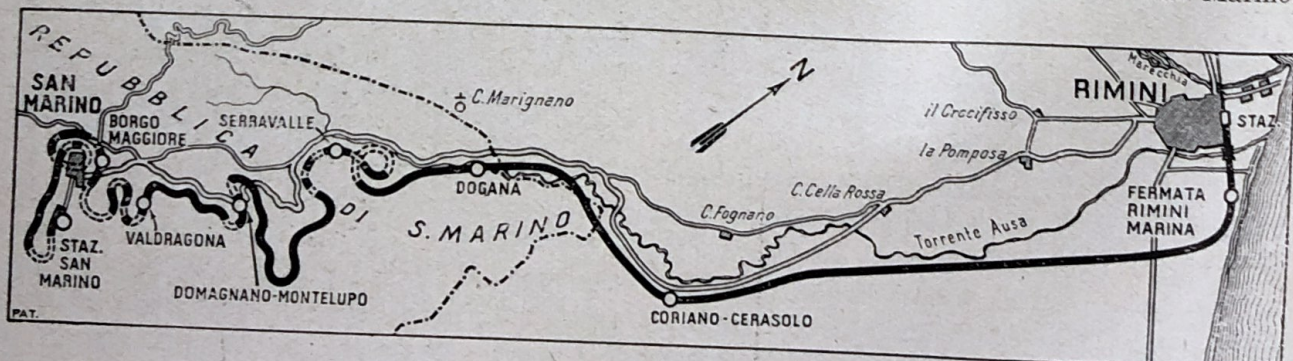 Marino
REPUBBLICA
DI
S. MARINO
SAN
MARINO
BORGO
MAGGIORE
SERRAVALLE
C. Marignano
N
il Crocifisso
la Pomposa
RIMINI
Marecchia
STAZ.
C. Cella Rossa
C. Fognano
Torrente Ausa
FERMATA
RIMINI
MARINA
DOGANA
VALDRAGONA
STAZ.
SAN
MARINO
DOMAGNANO-MONTELUPO
CORIANO-CERASOLO
PAT.